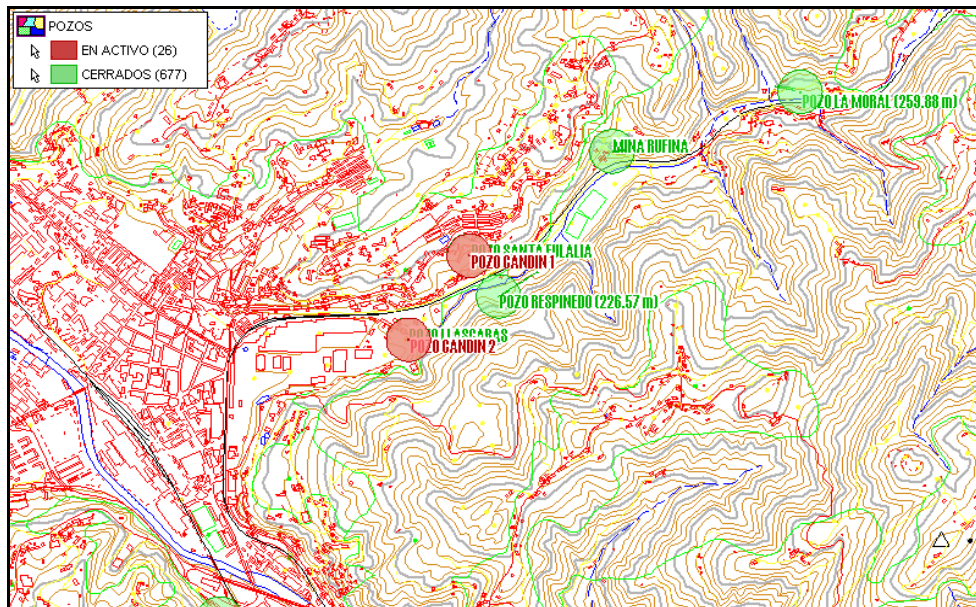 POZOS
EN ACTIVO (26)
CERRADOS (677)
POZO LA MORAL (259.88 m)
MINA RUFINA
POZO SANTA EULALIA
POZO CANDIN 1
POZO RESPINEDO (226.57 m)
POZO LLASCARAS
POZO CANDIN 2